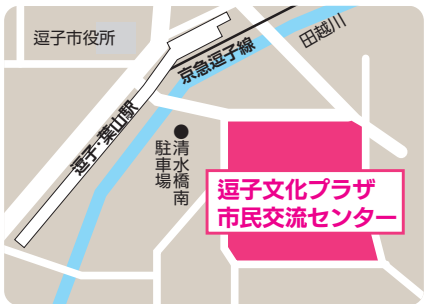 逗子市役所
京急逗子線
田越川
逗子・葉山駅
●清水橋南
駐車場
逗子文化プラザ
市民交流センター